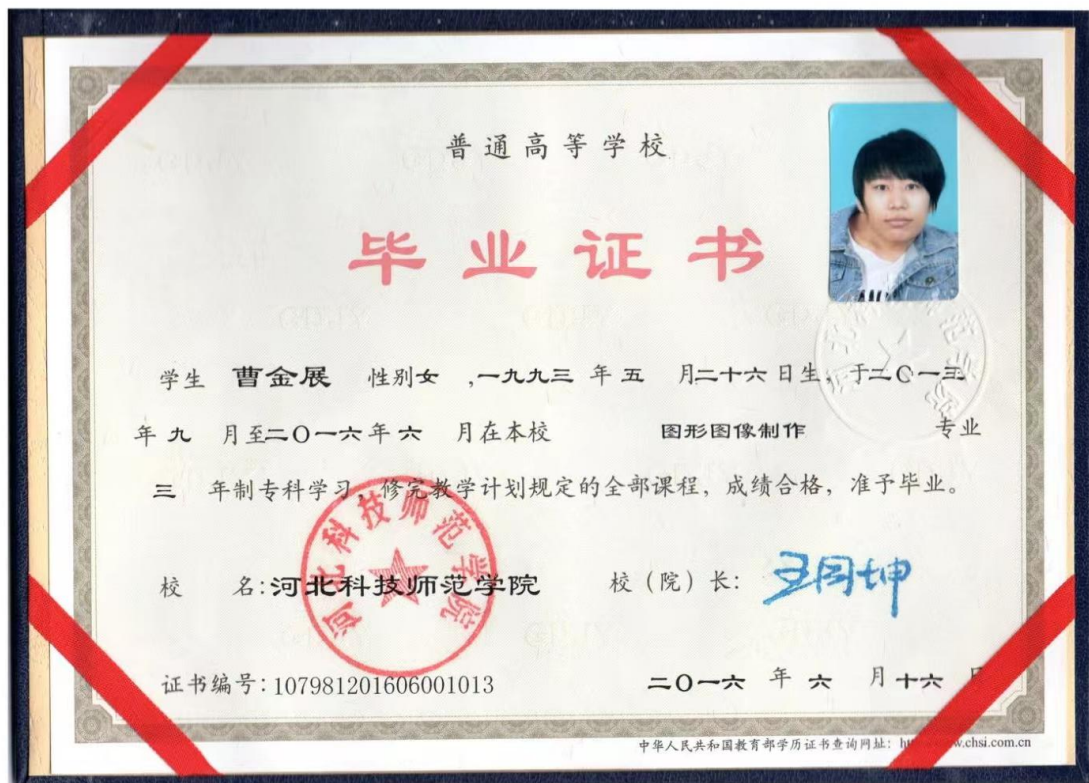 普通高等学校
毕业证书
学生 曹金展 性别女 ,一九九三 年 五 月二十六日生,于二〇一三
年 九 月至二〇一六年 六 月在本校 图形图像制作 专业
三 年制专科学习,修完教学计划规定的全部课程,成绩合格,准予毕业。
校 名:河北科技师范学院 校(院)长:
河北科技师范学院
证书编号:107981201606001013 二〇一六 年 六 月十六
中华人民共和国教育部学历证书查询网址: w.chsi.com.cn